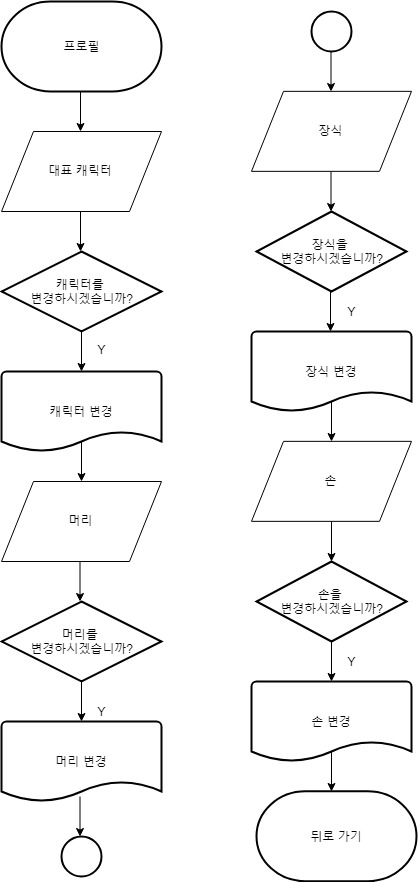 프로필
대표 캐릭터
캐릭터를
변경하시겠습니까?
Y
캐릭터 변경
머리
머리를
변경하시겠습니까?
Y
머리 변경
장식
장식을
변경하시겠습니까?
Y
장식 변경
손
손을
변경하시겠습니까?
Y
손 변경
뒤로 가기